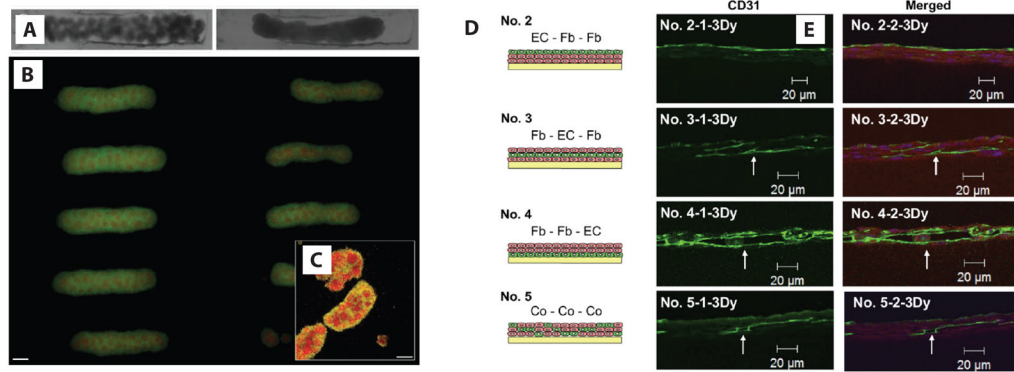 A
B
C
D
No. 2
EC - Fb - Fb
No. 3
Fb - EC - Fb
No. 4
Fb - Fb - EC
No. 5
Co - Co - Co
CD31
E
Merged
No. 2-1-3Dy
20 µm
No. 2-2-3Dy
20 µm
No. 3-1-3Dy
20 µm
No. 3-2-3Dy
20 µm
No. 4-1-3Dy
20 µm
No. 4-2-3Dy
20 µm
No. 5-1-3Dy
20 µm
No. 5-2-3Dy
20 µm